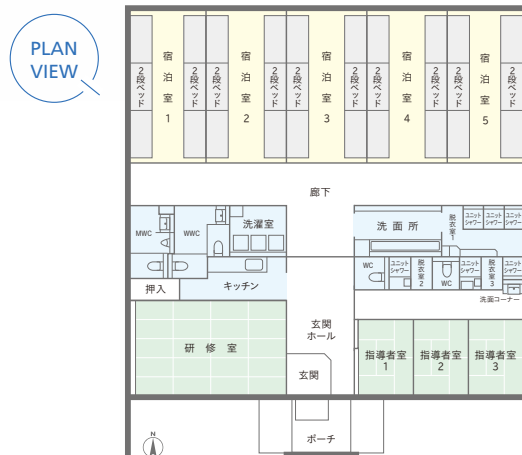 PLAN
VIEW
2段ベッド
宿泊室1
2段ベッド
2段ベッド
宿泊室2
2段ベッド
2段ベッド
宿泊室3
2段ベッド
2段ベッド
宿泊室4
2段ベッド
2段ベッド
宿泊室5
2段ベッド
廊下
MWC
WWC
洗濯室
洗面所
脱衣室1
ユニット
シャワー
ユニット
シャワー
ユニット
シャワー
WC
ユニット
シャワー
脱衣室2
WC
ユニット
シャワー
脱衣室3
ユニット
シャワー
洗面コーナー
押入
キッチン
研修室
玄関
ホール
玄関
指導者室
1
指導者室
2
指導者室
3
ポーチ
N